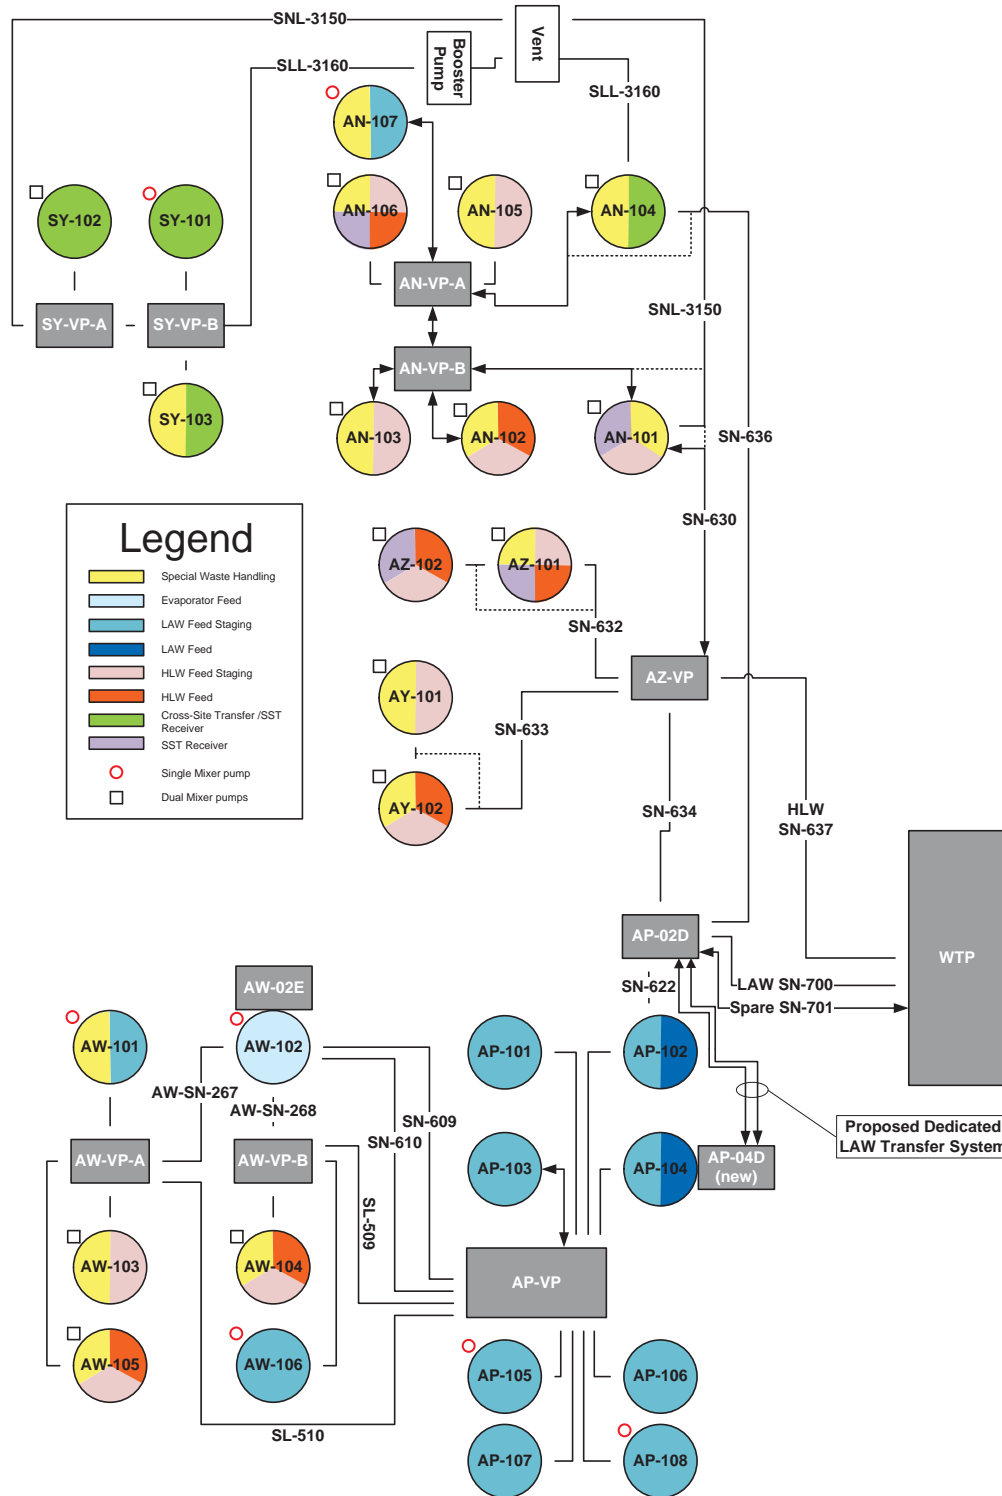 SNL-3150
Vent
Booster
Pump
SLL-3160
SLL-3160
AN-107
SY-102
SY-101
AN-106
AN-105
AN-104
AN-VP-A
SNL-3150
SY-VP-A
SY-VP-B
AN-VP-B
SY-103
AN-103
AN-102
AN-101
SN-636
SN-630
Legend
Special Waste Handling
Evaporator Feed
LAW Feed Staging
LAW Feed
HLW Feed Staging
HLW Feed
Cross-Site Transfer /SST
Receiver
SST Receiver
Single Mixer pump
Dual Mixer pumps
AZ-102
AZ-101
SN-632
AY-101
AZ-VP
SN-633
AY-102
SN-634
HLW
SN-637
AP-02D
WTP
SN-622
LAW SN-700
Spare SN-701
AW-02E
AW-101
AW-102
AP-101
AP-102
AW-SN-267
AW-SN-268
SN-609
SN-610
Proposed Dedicated
LAW Transfer System
AW-VP-A
AW-VP-B
AP-103
AP-104
AP-04D
(new)
SL-509
AW-103
AW-104
AP-VP
AW-105
AW-106
AP-105
AP-106
SL-510
AP-107
AP-108